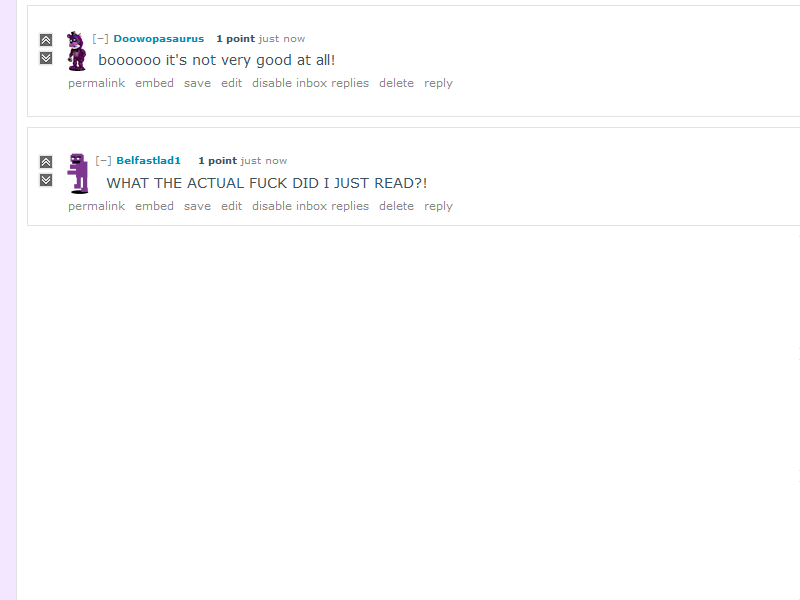 [−] Doowopasaurus 1 point just now
boooooo it's not very good at all!
permalink embed save edit disable inbox replies delete reply
[−] Belfastlad1 1 point just now
WHAT THE ACTUAL FUCK DID I JUST READ?!
permalink embed save edit disable inbox replies delete reply